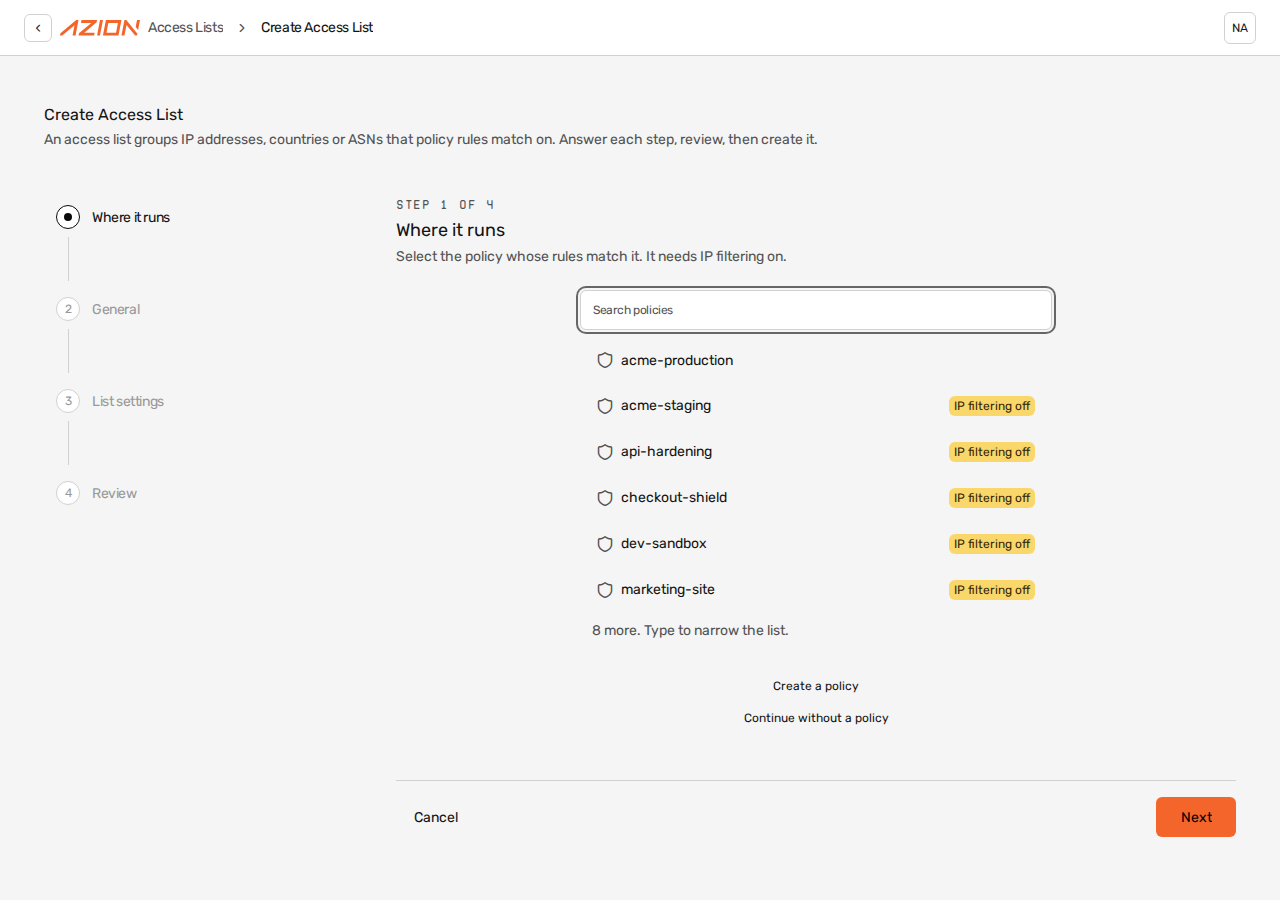 AZION Access Lists Create Access List NA
Create Access List
An access list groups IP addresses, countries or ASNs that policy rules match on. Answer each step, review, then create it.
Where it runs
2 General
3 List settings
4 Review
STEP 1 OF 4
Where it runs
Select the policy whose rules match it. It needs IP filtering on.
Search policies
acme-production
acme-staging IP filtering off
api-hardening IP filtering off
checkout-shield IP filtering off
dev-sandbox IP filtering off
marketing-site IP filtering off
8 more. Type to narrow the list.
Create a policy
Continue without a policy
Cancel Next